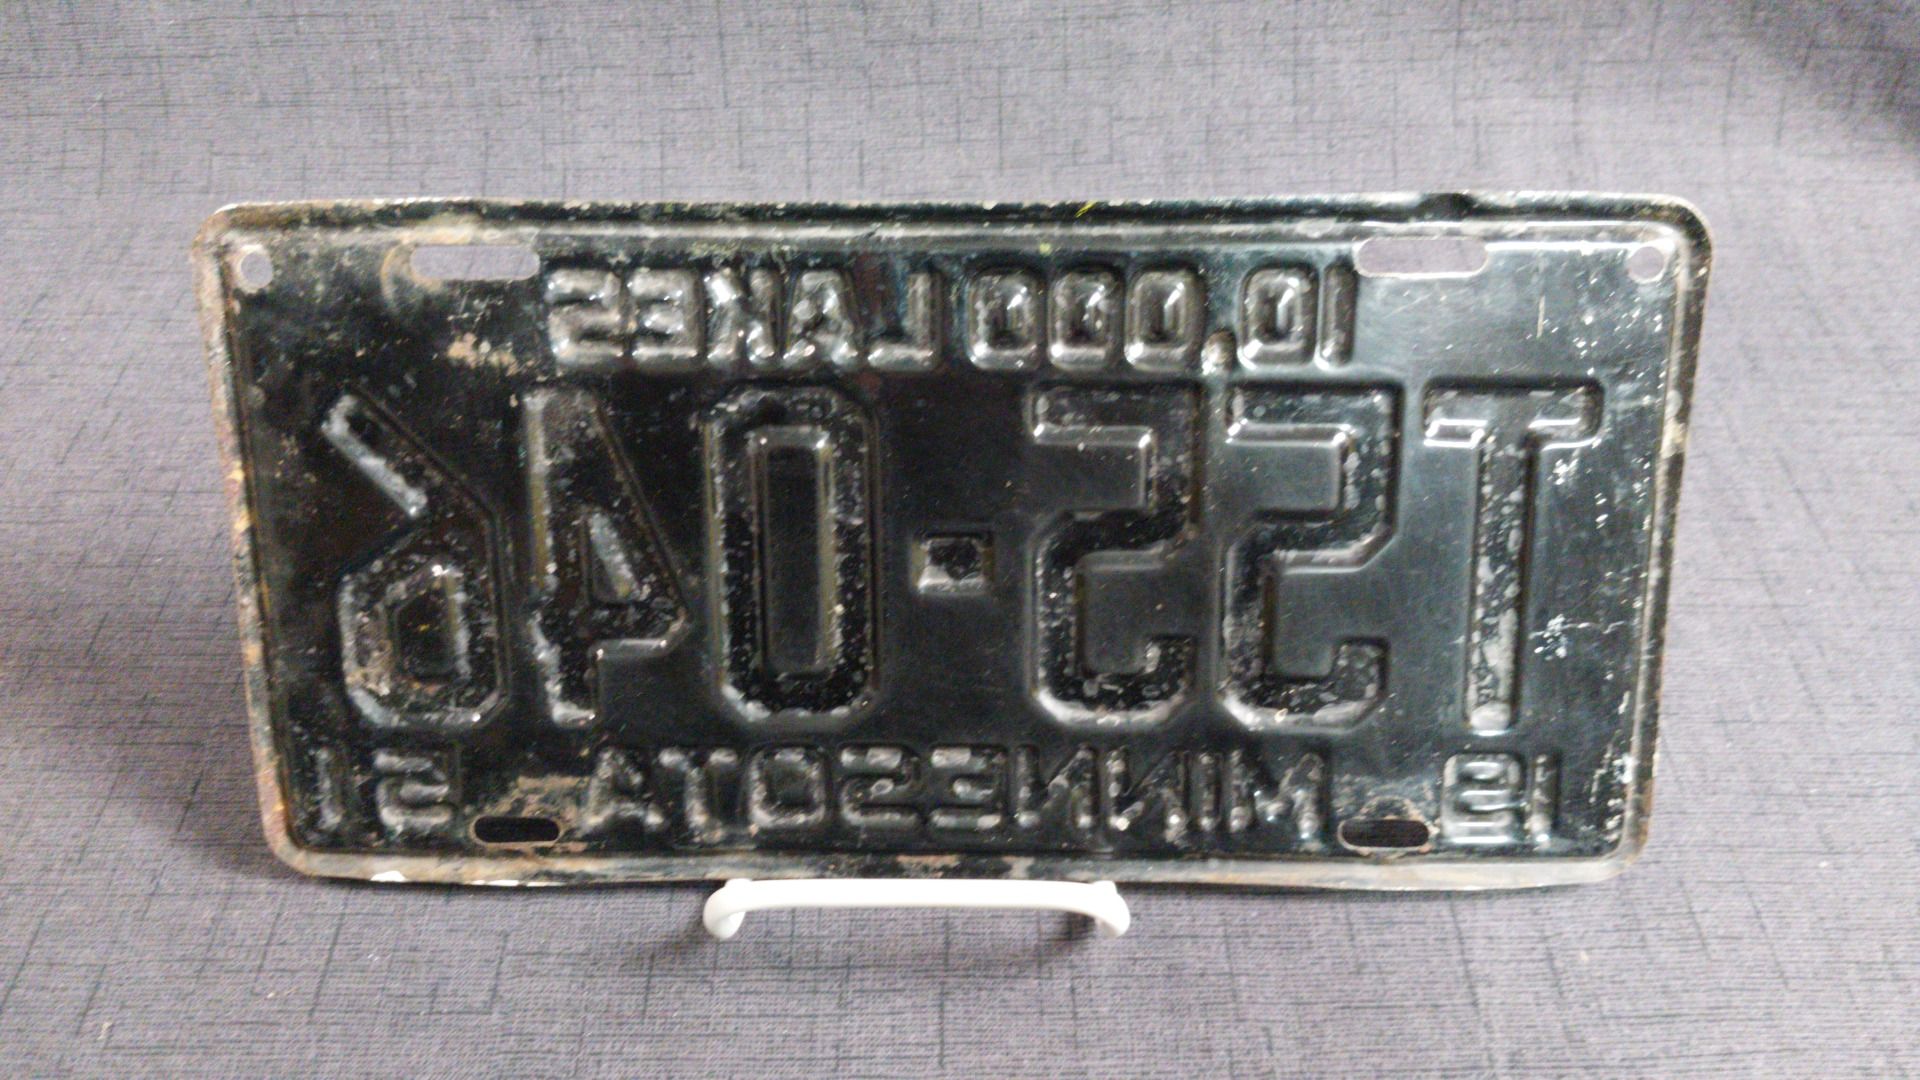 10,000 LAKES
T55-046
19 MINNESOTA 51